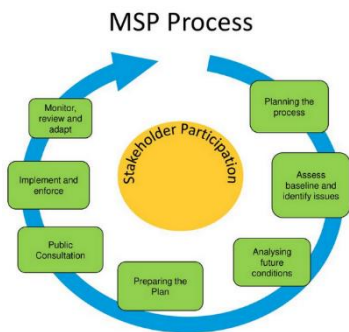 MSP Process
Planning the
process
Assess
baseline and
identify issues
Analysing
future
conditions
Preparing the
Plan
Public
Consultation
Implement and
enforce
Monitor,
review and
adapt
Stakeholder Participation